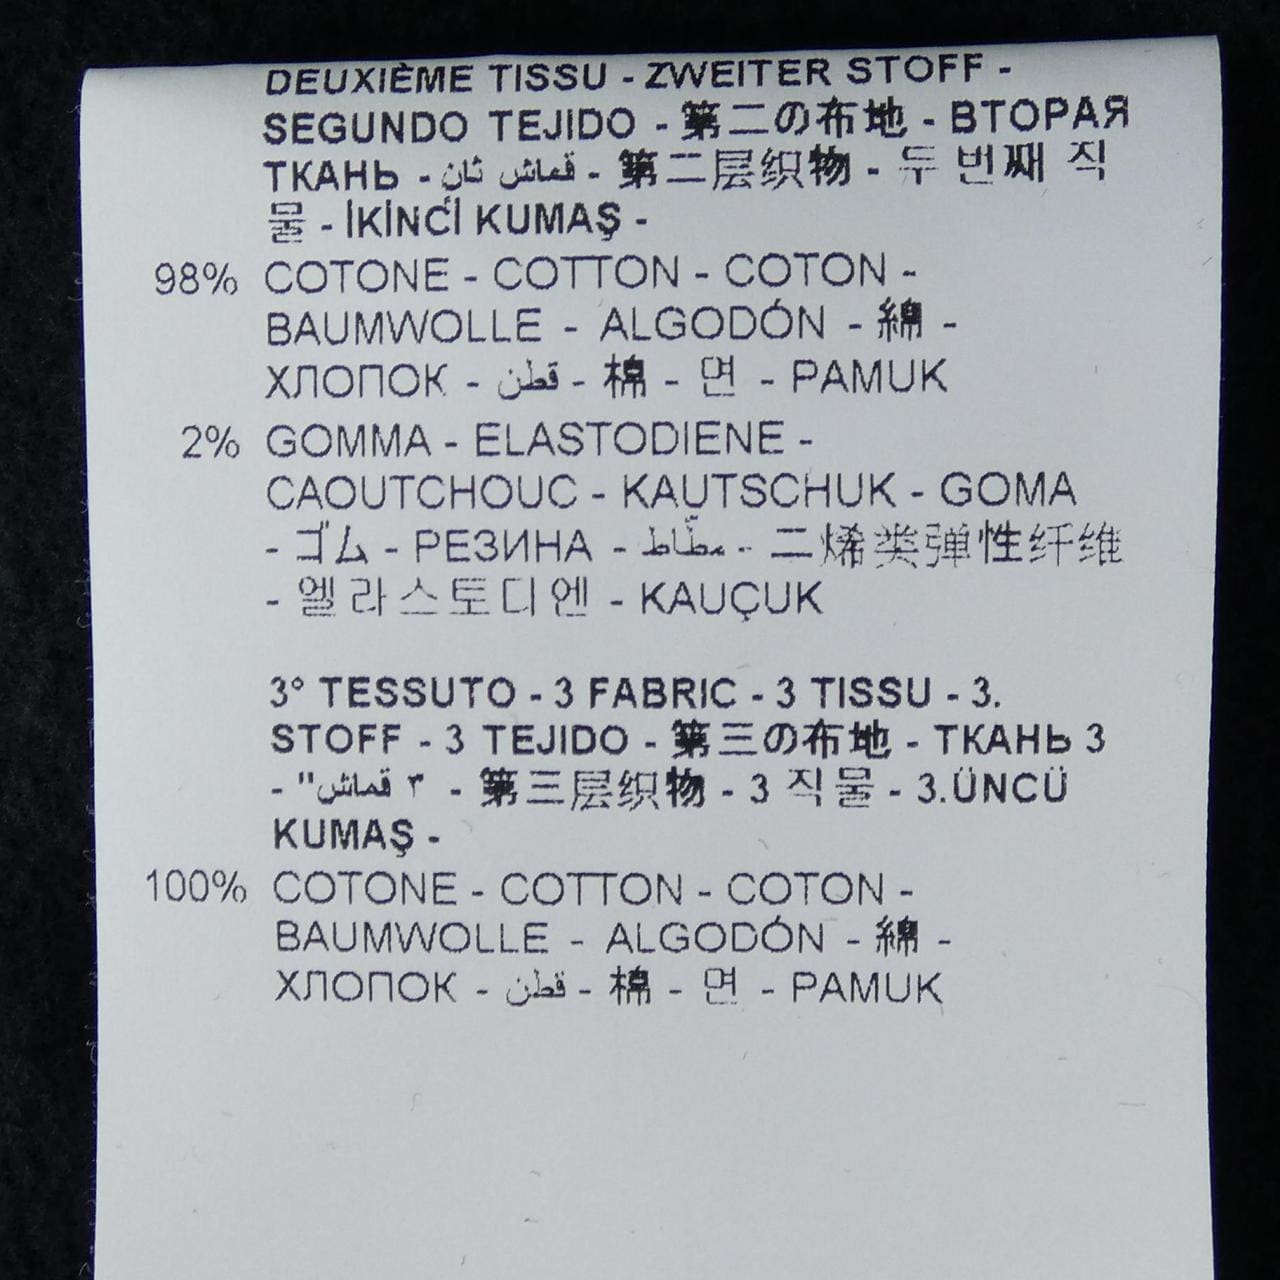 DEUXIÈME TISSU - ZWEITER STOFF -
SEGUNDO TEJIDO - 第二の布地 - ВТОРАЯ
ТКАНЬ - قماش ثان - 第二层织物 - 두 번째 직
물 - İKİNCİ KUMAŞ -
98% COTONE - COTTON - COTON -
BAUMWOLLE - ALGODÓN - 綿 -
ХЛОПОК - قطن - 棉 - 면 - PAMUK
2% GOMMA - ELASTODIENE -
CAOUTCHOUC - KAUTSCHUK - GOMA
- ゴム - РЕЗИНА - مطّاط - 二烯类弹性纤维
- 엘라스토디엔 - KAUÇUK
3° TESSUTO - 3 FABRIC - 3 TISSU - 3.
STOFF - 3 TEJIDO - 第三の布地 - ТКАНЬ 3
- "قماش ٣ - 第三层织物 - 3 직물 - 3.ÜNCÜ
KUMAŞ -
100% COTONE - COTTON - COTON -
BAUMWOLLE - ALGODÓN - 綿 -
ХЛОПОК - قطن - 棉 - 면 - PAMUK